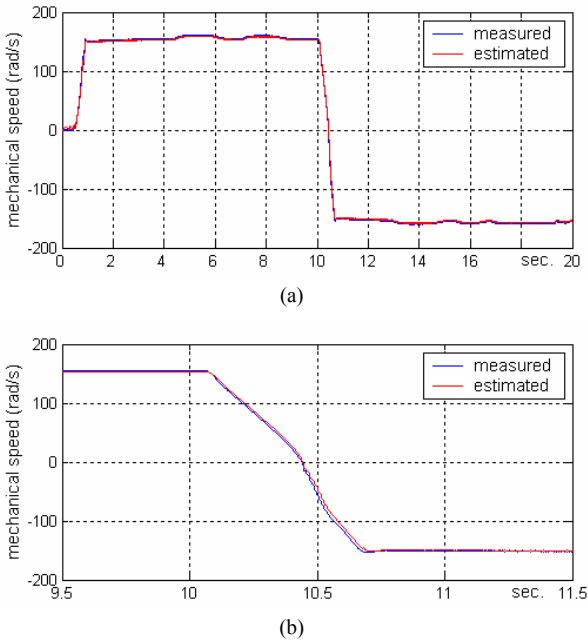 200
100
0
-100
-200
mechanical speed (rad/s)
measured
estimated
0 2 4 6 8 10 12 14 16 18 sec. 20
(a)
200
100
0
-100
-200
mechanical speed (rad/s)
measured
estimated
9.5 10 10.5 11 sec. 11.5
(b)